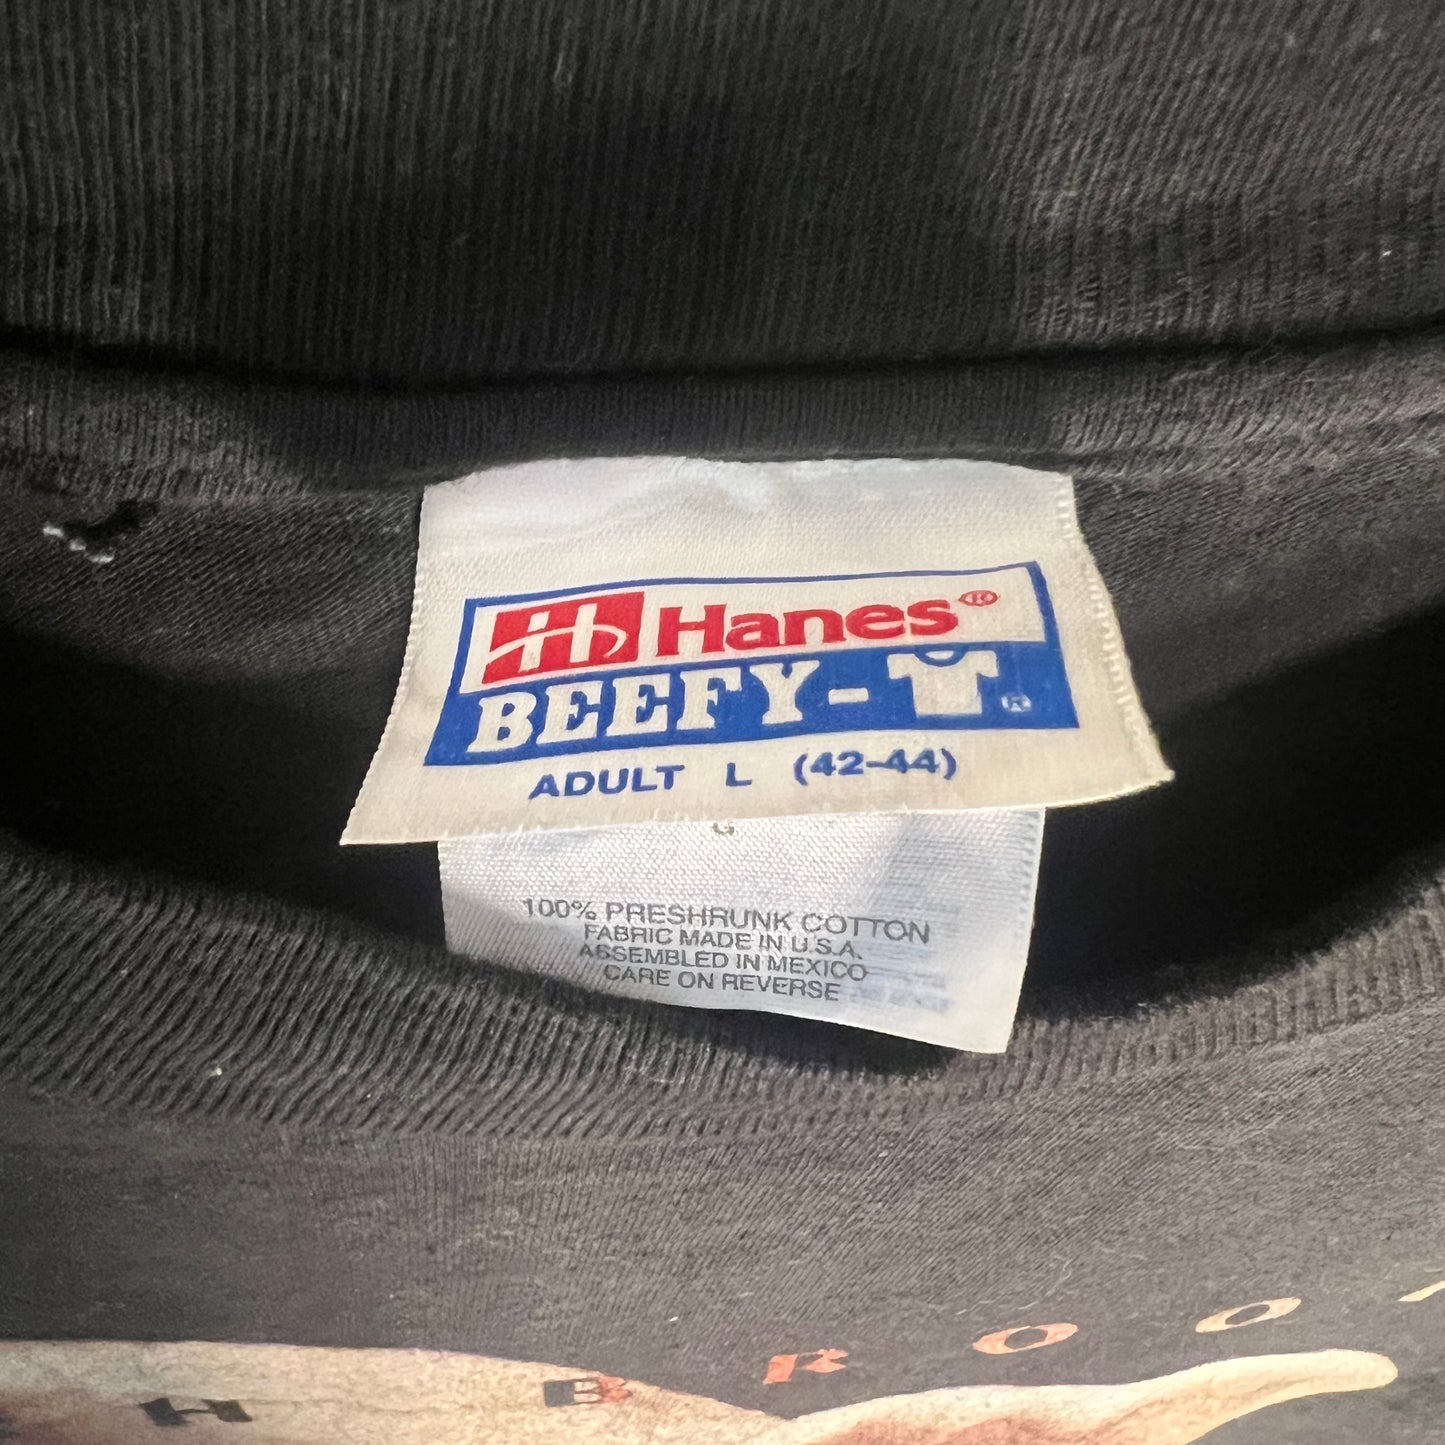 Hanes®
BEEFY-T®
ADULT L (42-44)
G
100% PRESHRUNK COTTON
FABRIC MADE IN U.S.A.
ASSEMBLED IN MEXICO
CARE ON REVERSE